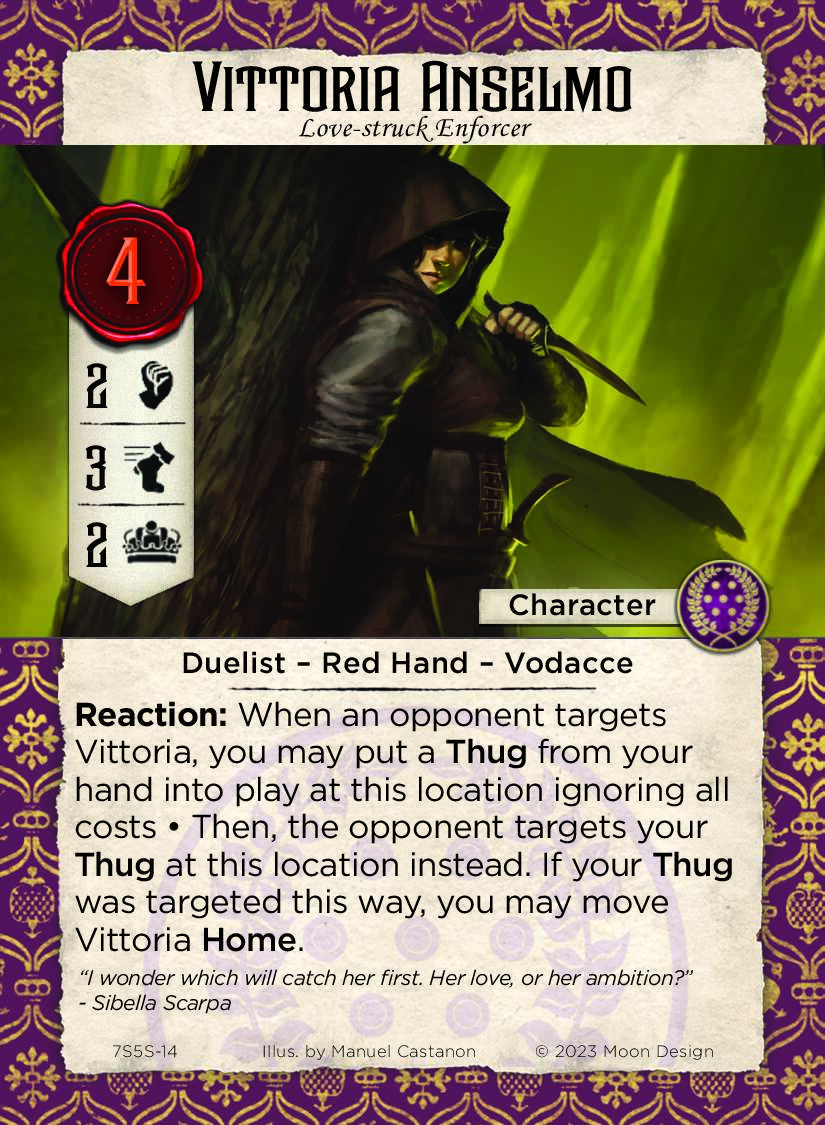 Vittoria Anselmo
Love-struck Enforcer
4
2
3
2
Character
Duelist – Red Hand – Vodacce
Reaction: When an opponent targets
Vittoria, you may put a Thug from your
hand into play at this location ignoring all
costs • Then, the opponent targets your
Thug at this location instead. If your Thug
was targeted this way, you may move
Vittoria Home.
“I wonder which will catch her first. Her love, or her ambition?”
- Sibella Scarpa
7S5S-14 Illus. by Manuel Castanon © 2023 Moon Design